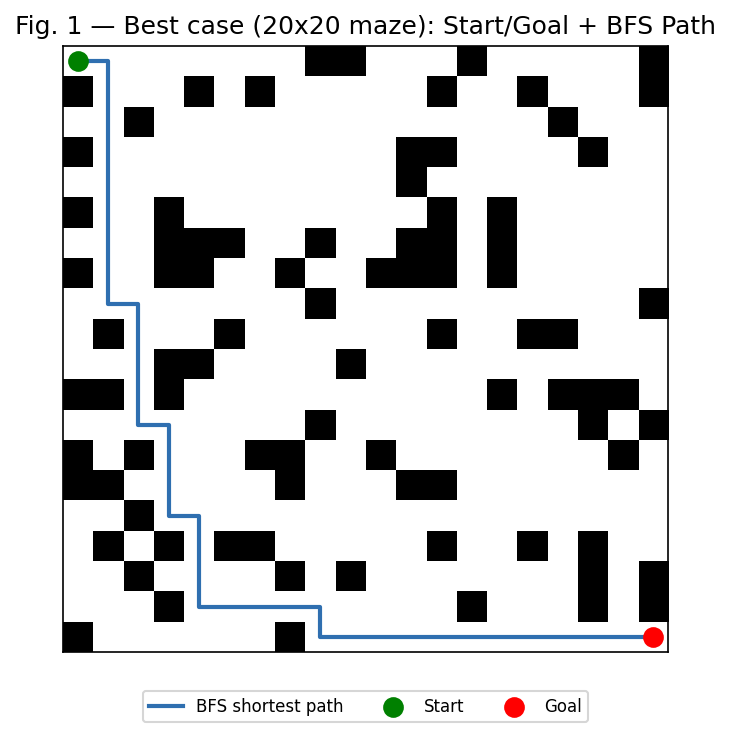 Fig. 1 — Best case (20x20 maze): Start/Goal + BFS Path
BFS shortest path
Start
Goal